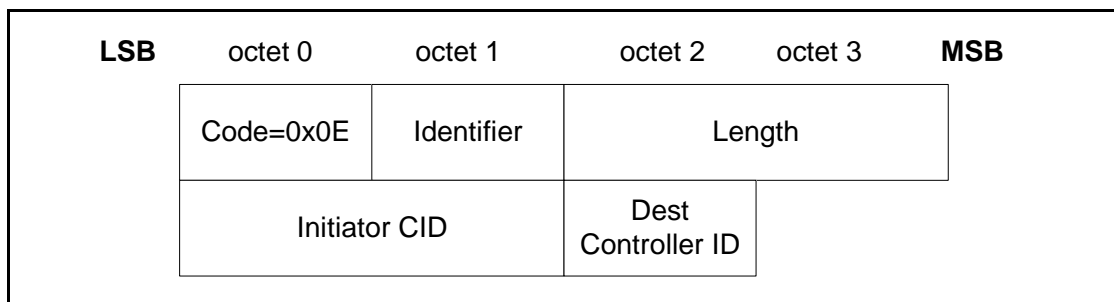 LSB octet 0 octet 1 octet 2 octet 3 MSB
Code=0x0E Identifier Length
Initiator CID Dest
Controller ID